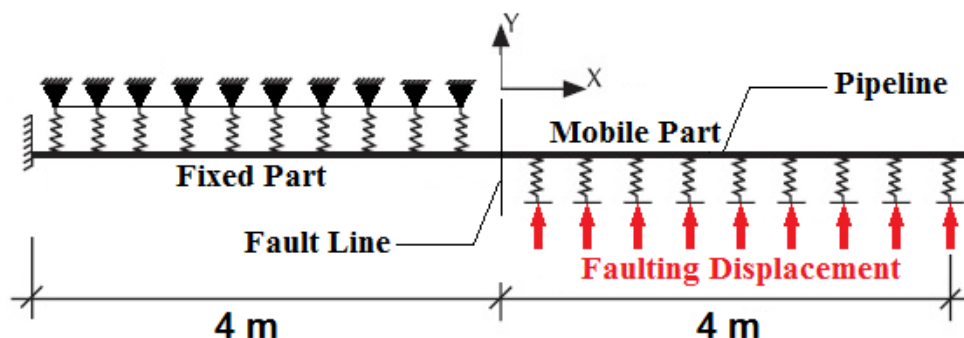 Y
X
Pipeline
Mobile Part
Fixed Part
Fault Line
Faulting Displacement
4 m
4 m